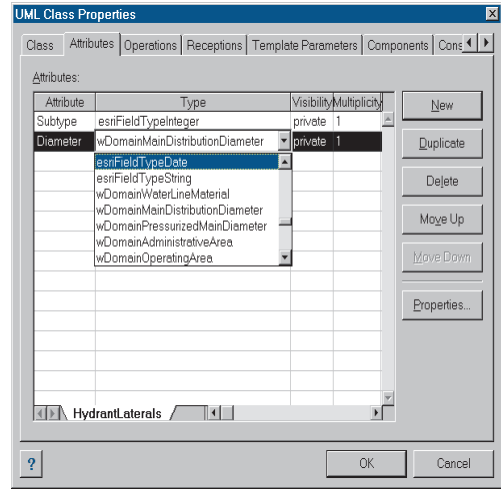 UML Class Properties
Class Attributes Operations Receptions Template Parameters Components Cons
Attributes:
Attribute Type Visibility Multiplicity
New
Subtype esriFieldTypeInteger private 1
Diameter wDomainMainDistributionDiameter private 1
Duplicate
esriFieldTypeDate
esriFieldTypeString
Delete
wDomainWaterLineMaterial
wDomainMainDistributionDiameter
Move Up
wDomainPressurizedMainDiameter
wDomainAdministrativeArea
wDomainOperatingArea
Move Down
Properties...
HydrantLaterals
? OK Cancel